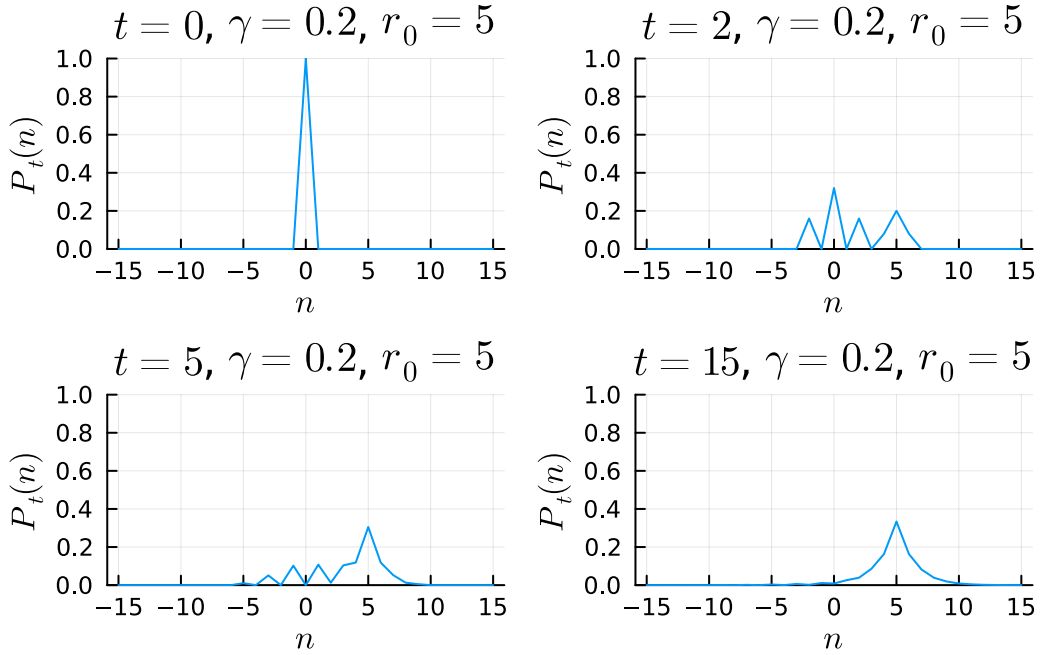 t = 0, γ = 0.2, r₀ = 5
1.0
0.8
0.6
0.4
0.2
0.0
Pₜ(n)
−15 −10 −5 0 5 10 15
n
t = 2, γ = 0.2, r₀ = 5
1.0
0.8
0.6
0.4
0.2
0.0
Pₜ(n)
−15 −10 −5 0 5 10 15
n
t = 5, γ = 0.2, r₀ = 5
1.0
0.8
0.6
0.4
0.2
0.0
Pₜ(n)
−15 −10 −5 0 5 10 15
n
t = 15, γ = 0.2, r₀ = 5
1.0
0.8
0.6
0.4
0.2
0.0
Pₜ(n)
−15 −10 −5 0 5 10 15
n